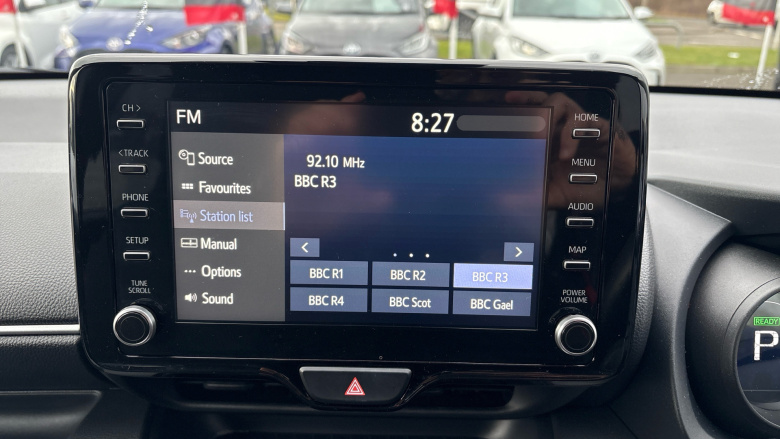 CH >
< TRACK
PHONE
SETUP
TUNE
SCROLL
FM
8:27
Source
Favourites
Station list
Manual
Options
Sound
92.10 MHz
BBC R3
<
>
BBC R1
BBC R2
BBC R3
BBC R4
BBC Scot
BBC Gael
HOME
MENU
AUDIO
MAP
POWER
VOLUME
READY
P